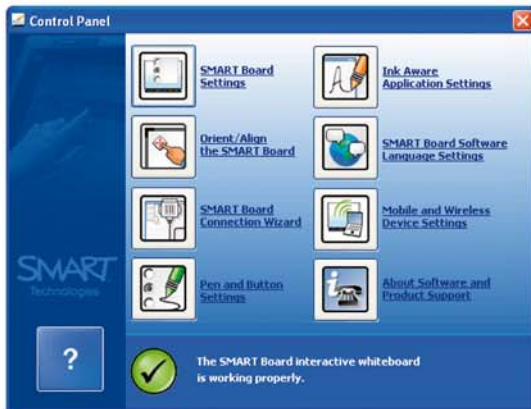 Control Panel
SMART Board
Settings
Ink Aware
Application Settings
Orient/Align
the SMART Board
SMART Board Software
Language Settings
SMART Board
Connection Wizard
Mobile and Wireless
Device Settings
Pen and Button
Settings
About Software and
Product Support
SMART
Technologies
?
The SMART Board interactive whiteboard
is working properly.